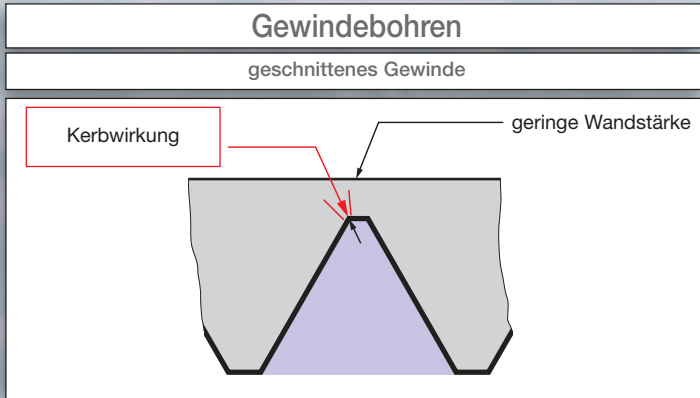 Gewindebohren
geschnittenes Gewinde
Kerbwirkung
geringe Wandstärke